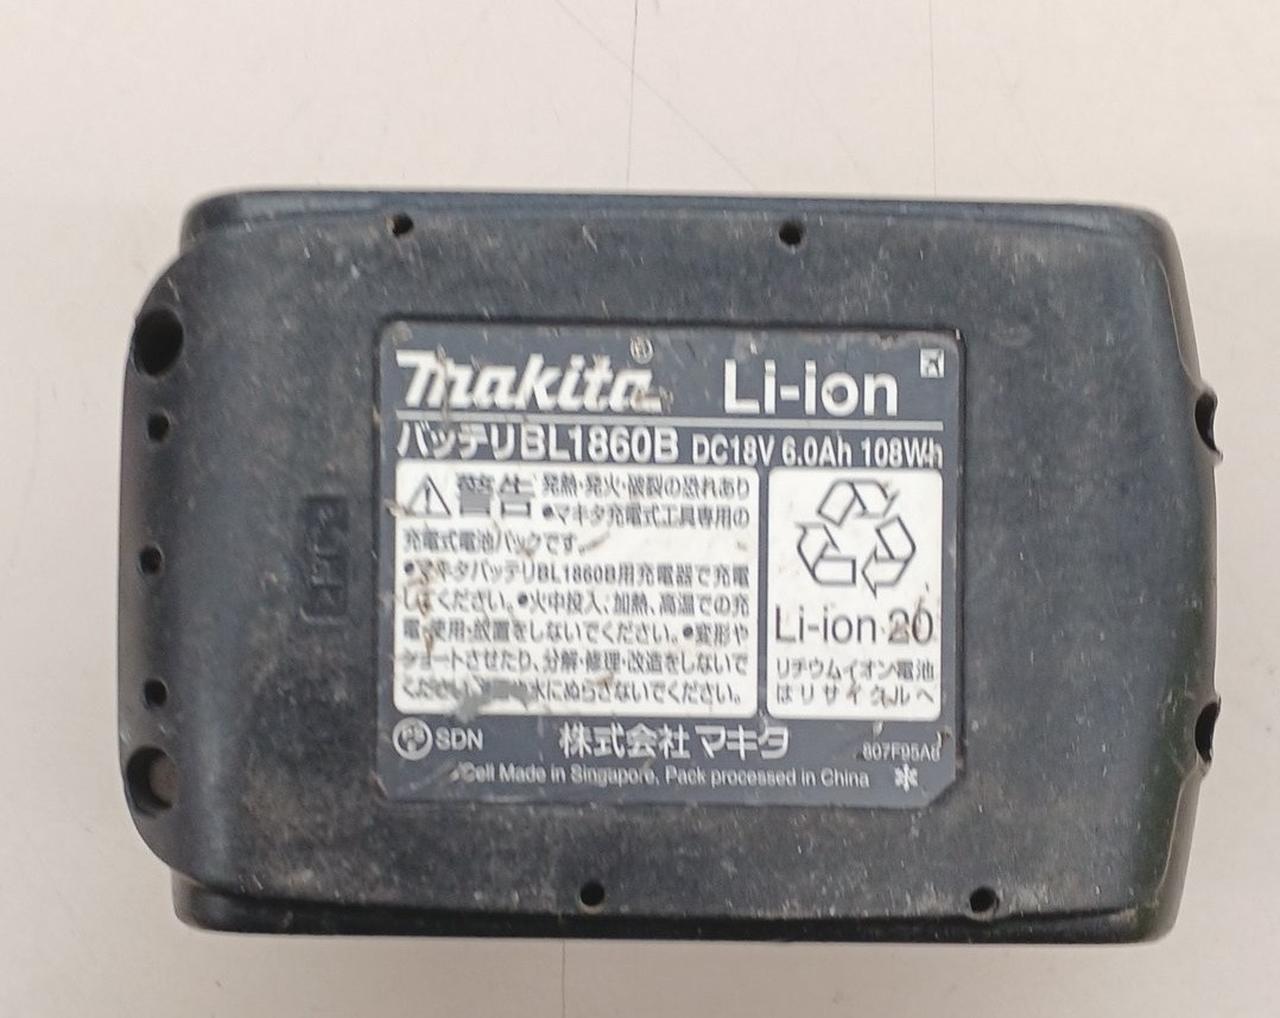 makita® Li-ion
バッテリBL1860B DC18V 6.0Ah 108Wh
警告 発熱・発火・破裂の恐れあり
●マキタ充電式工具専用の
充電式電池パックです。
●マキタバッテリBL1860B用充電器で充電
してください。●火中投入、加熱、高温での充
電・使用・放置をしないでください。●変形や
ショートさせたり、分解・修理・改造をしないで
ください 水にぬらさないでください。
Li-ion 20
リチウムイオン電池
はリサイクルへ
PS SDN 株式会社マキタ 807F95A6
Cell Made in Singapore, Pack processed in China *